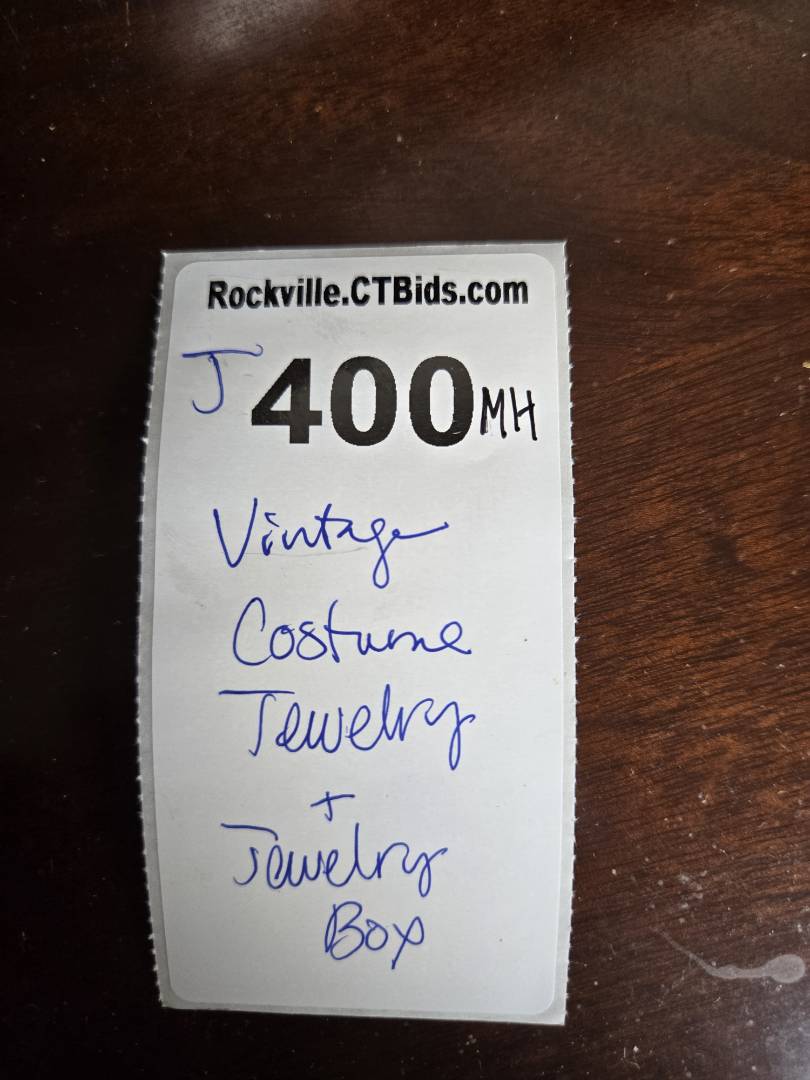 Rockville.CTBids.com
J 400 MH
Vintage
Costume
Jewelry
+
Jewelry
Box